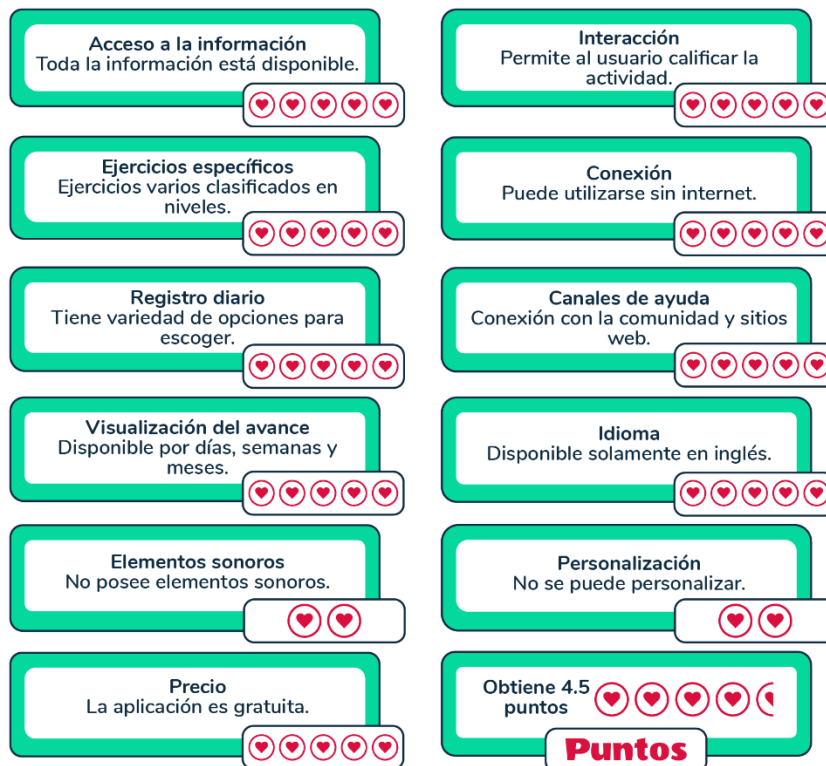 Acceso a la información
Toda la información está disponible.
Interacción
Permite al usuario calificar la
actividad.
Ejercicios específicos
Ejercicios varios clasificados en
niveles.
Conexión
Puede utilizarse sin internet.
Registro diario
Tiene variedad de opciones para
escoger.
Canales de ayuda
Conexión con la comunidad y sitios
web.
Visualización del avance
Disponible por días, semanas y
meses.
Idioma
Disponible solamente en inglés.
Elementos sonoros
No posee elementos sonoros.
Personalización
No se puede personalizar.
Precio
La aplicación es gratuita.
Obtiene 4.5
puntos
Puntos